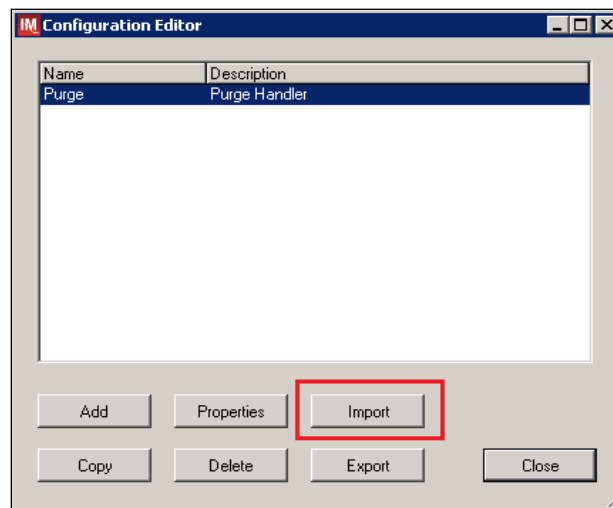 IM Configuration Editor
Name Description
Purge Purge Handler
Add Properties Import
Copy Delete Export Close